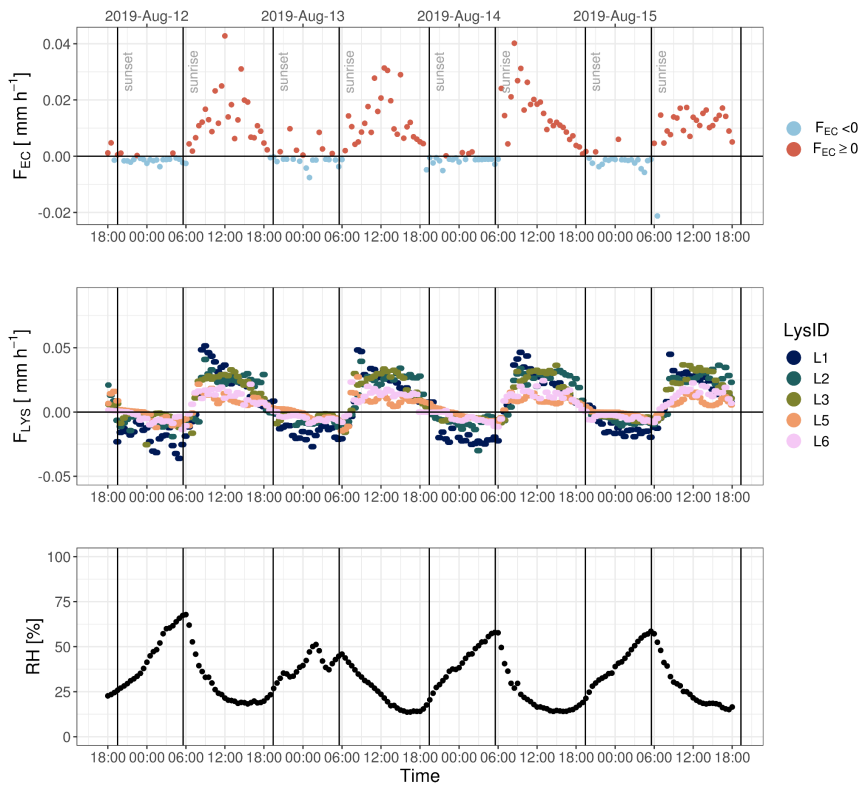 2019-Aug-12 2019-Aug-13 2019-Aug-14 2019-Aug-15
F_EC [ mm h⁻¹]
0.04
0.02
0.00
-0.02
sunset sunrise sunset sunrise sunset sunrise sunset sunrise
18:00 00:00 06:00 12:00 18:00 00:00 06:00 12:00 18:00 00:00 06:00 12:00 18:00 00:00 06:00 12:00 18:00
F_EC <0
F_EC ≥ 0
F_LYS [ mm h⁻¹]
0.05
0.00
-0.05
18:00 00:00 06:00 12:00 18:00 00:00 06:00 12:00 18:00 00:00 06:00 12:00 18:00 00:00 06:00 12:00 18:00
LysID
L1
L2
L3
L5
L6
RH [%]
100
75
50
25
0
18:00 00:00 06:00 12:00 18:00 00:00 06:00 12:00 18:00 00:00 06:00 12:00 18:00 00:00 06:00 12:00 18:00
Time